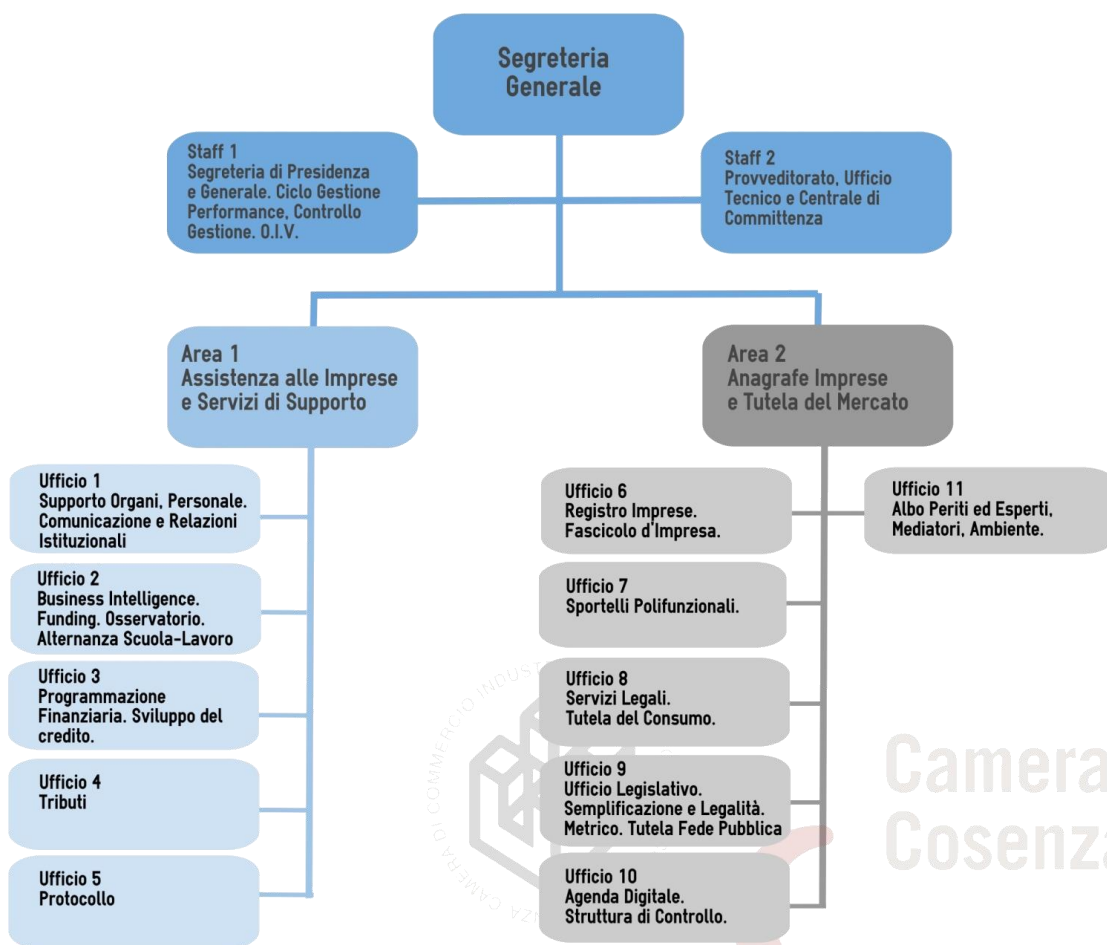 Segreteria
Generale
Staff 1
Segreteria di Presidenza
e Generale. Ciclo Gestione
Performance, Controllo
Gestione. O.I.V.
Staff 2
Provveditorato, Ufficio
Tecnico e Centrale di
Committenza
Area 1
Assistenza alle Imprese
e Servizi di Supporto
Area 2
Anagrafe Imprese
e Tutela del Mercato
Ufficio 1
Supporto Organi, Personale.
Comunicazione e Relazioni
Istituzionali
Ufficio 2
Business Intelligence.
Funding. Osservatorio.
Alternanza Scuola-Lavoro
Ufficio 3
Programmazione
Finanziaria. Sviluppo del
credito.
Ufficio 4
Tributi
Ufficio 5
Protocollo
Ufficio 6
Registro Imprese.
Fascicolo d'Impresa.
Ufficio 7
Sportelli Polifunzionali.
Ufficio 8
Servizi Legali.
Tutela del Consumo.
Ufficio 9
Ufficio Legislativo.
Semplificazione e Legalità.
Metrico. Tutela Fede Pubblica
Ufficio 10
Agenda Digitale.
Struttura di Controllo.
Ufficio 11
Albo Periti ed Esperti,
Mediatori, Ambiente.
CAMERA DI COMMERCIO
Camera
Cosenza